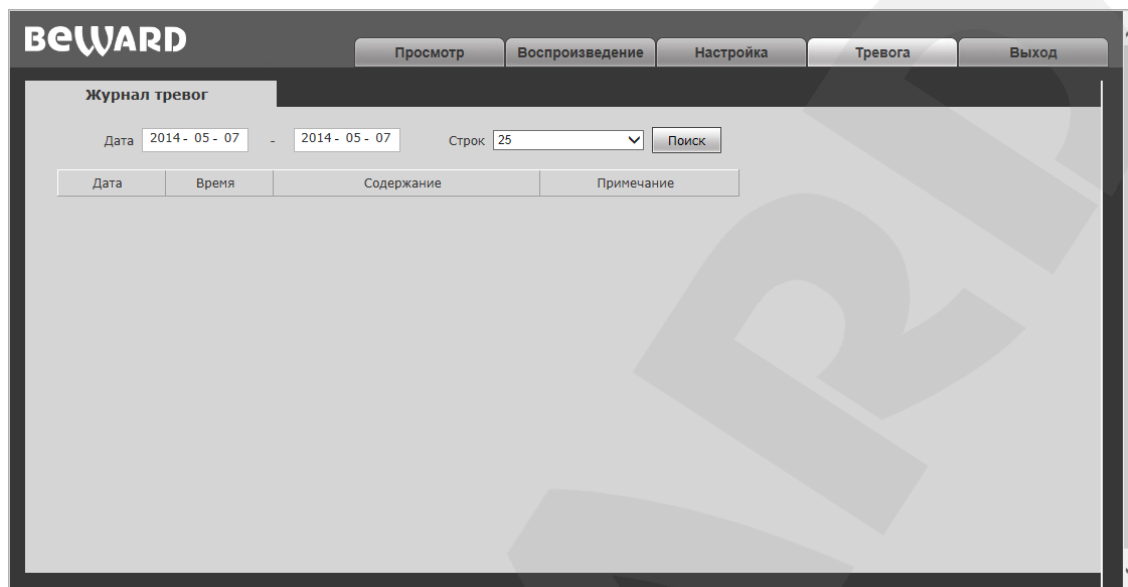 BEWARD
Просмотр Воспроизведение Настройка Тревога Выход
Журнал тревог
Дата 2014 - 05 - 07 - 2014 - 05 - 07 Строк 25 Поиск
Дата Время Содержание Примечание